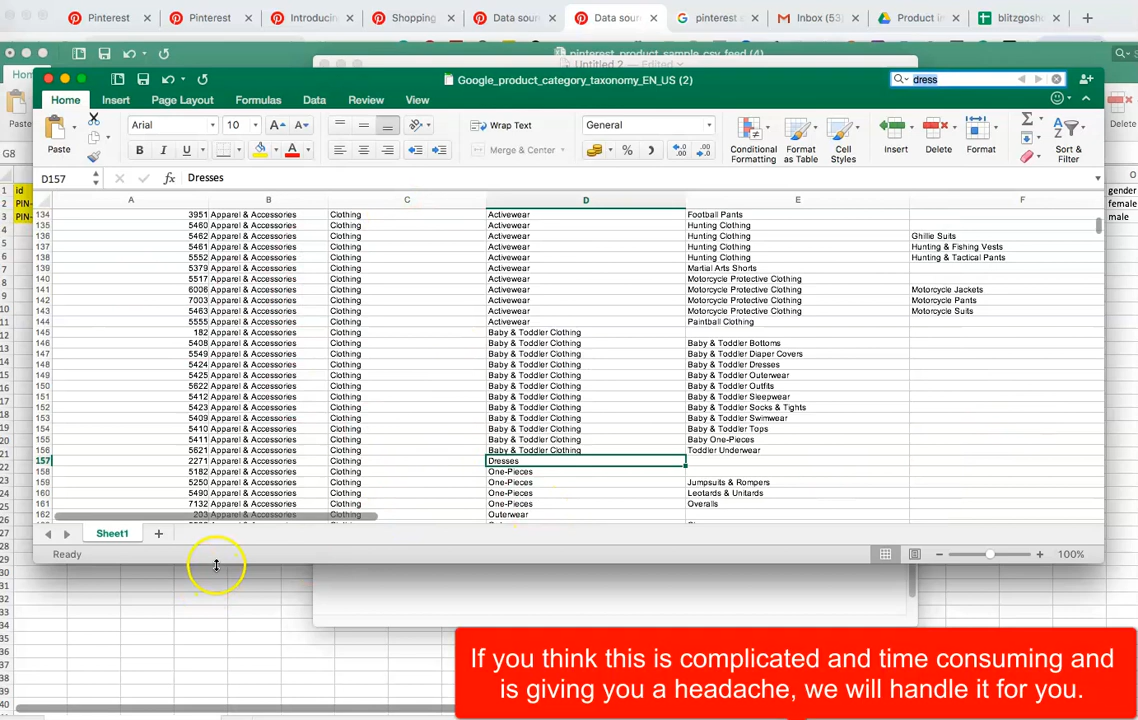 Pinterest
Pinterest
Introducin
Shopping
Data sour
Data sour
pinterest
Inbox (53)
Product in
blitzgosh
pinterest_product_sample_csv_feed (4)
Untitled 2 — Edited
Google_product_category_taxonomy_EN_US (2)
dress
Home
Insert
Page Layout
Formulas
Data
Review
View
Paste
Arial
10
Wrap Text
Merge & Center
General
Conditional
Formatting
Format
as Table
Cell
Styles
Insert
Delete
Format
Sort &
Filter
Delete
Paste
G8
D157
fx
Dresses
A B C D E F
134 3951 Apparel & Accessories Clothing Activewear Football Pants
135 5460 Apparel & Accessories Clothing Activewear Hunting Clothing
136 5462 Apparel & Accessories Clothing Activewear Hunting Clothing Ghillie Suits
137 5461 Apparel & Accessories Clothing Activewear Hunting Clothing Hunting & Fishing Vests
138 5552 Apparel & Accessories Clothing Activewear Hunting Clothing Hunting & Tactical Pants
139 5379 Apparel & Accessories Clothing Activewear Martial Arts Shorts
140 5517 Apparel & Accessories Clothing Activewear Motorcycle Protective Clothing
141 6006 Apparel & Accessories Clothing Activewear Motorcycle Protective Clothing Motorcycle Jackets
142 7003 Apparel & Accessories Clothing Activewear Motorcycle Protective Clothing Motorcycle Pants
143 5463 Apparel & Accessories Clothing Activewear Motorcycle Protective Clothing Motorcycle Suits
144 5555 Apparel & Accessories Clothing Activewear Paintball Clothing
145 182 Apparel & Accessories Clothing Baby & Toddler Clothing
146 5408 Apparel & Accessories Clothing Baby & Toddler Clothing Baby & Toddler Bottoms
147 5549 Apparel & Accessories Clothing Baby & Toddler Clothing Baby & Toddler Diaper Covers
148 5424 Apparel & Accessories Clothing Baby & Toddler Clothing Baby & Toddler Dresses
149 5425 Apparel & Accessories Clothing Baby & Toddler Clothing Baby & Toddler Outerwear
150 5622 Apparel & Accessories Clothing Baby & Toddler Clothing Baby & Toddler Outfits
151 5412 Apparel & Accessories Clothing Baby & Toddler Clothing Baby & Toddler Sleepwear
152 5423 Apparel & Accessories Clothing Baby & Toddler Clothing Baby & Toddler Socks & Tights
153 5409 Apparel & Accessories Clothing Baby & Toddler Clothing Baby & Toddler Swimwear
154 5410 Apparel & Accessories Clothing Baby & Toddler Clothing Baby & Toddler Tops
155 5411 Apparel & Accessories Clothing Baby & Toddler Clothing Baby One-Pieces
156 5621 Apparel & Accessories Clothing Baby & Toddler Clothing Toddler Underwear
157 2271 Apparel & Accessories Clothing Dresses
158 5182 Apparel & Accessories Clothing One-Pieces
159 5250 Apparel & Accessories Clothing One-Pieces Jumpsuits & Rompers
160 5490 Apparel & Accessories Clothing One-Pieces Leotards & Unitards
161 7132 Apparel & Accessories Clothing One-Pieces Overalls
162 203 Apparel & Accessories Clothing Outerwear
Sheet1
Ready
100%
O
gender
female
male
id
PIN-
PIN-
If you think this is complicated and time consuming and
is giving you a headache, we will handle it for you.